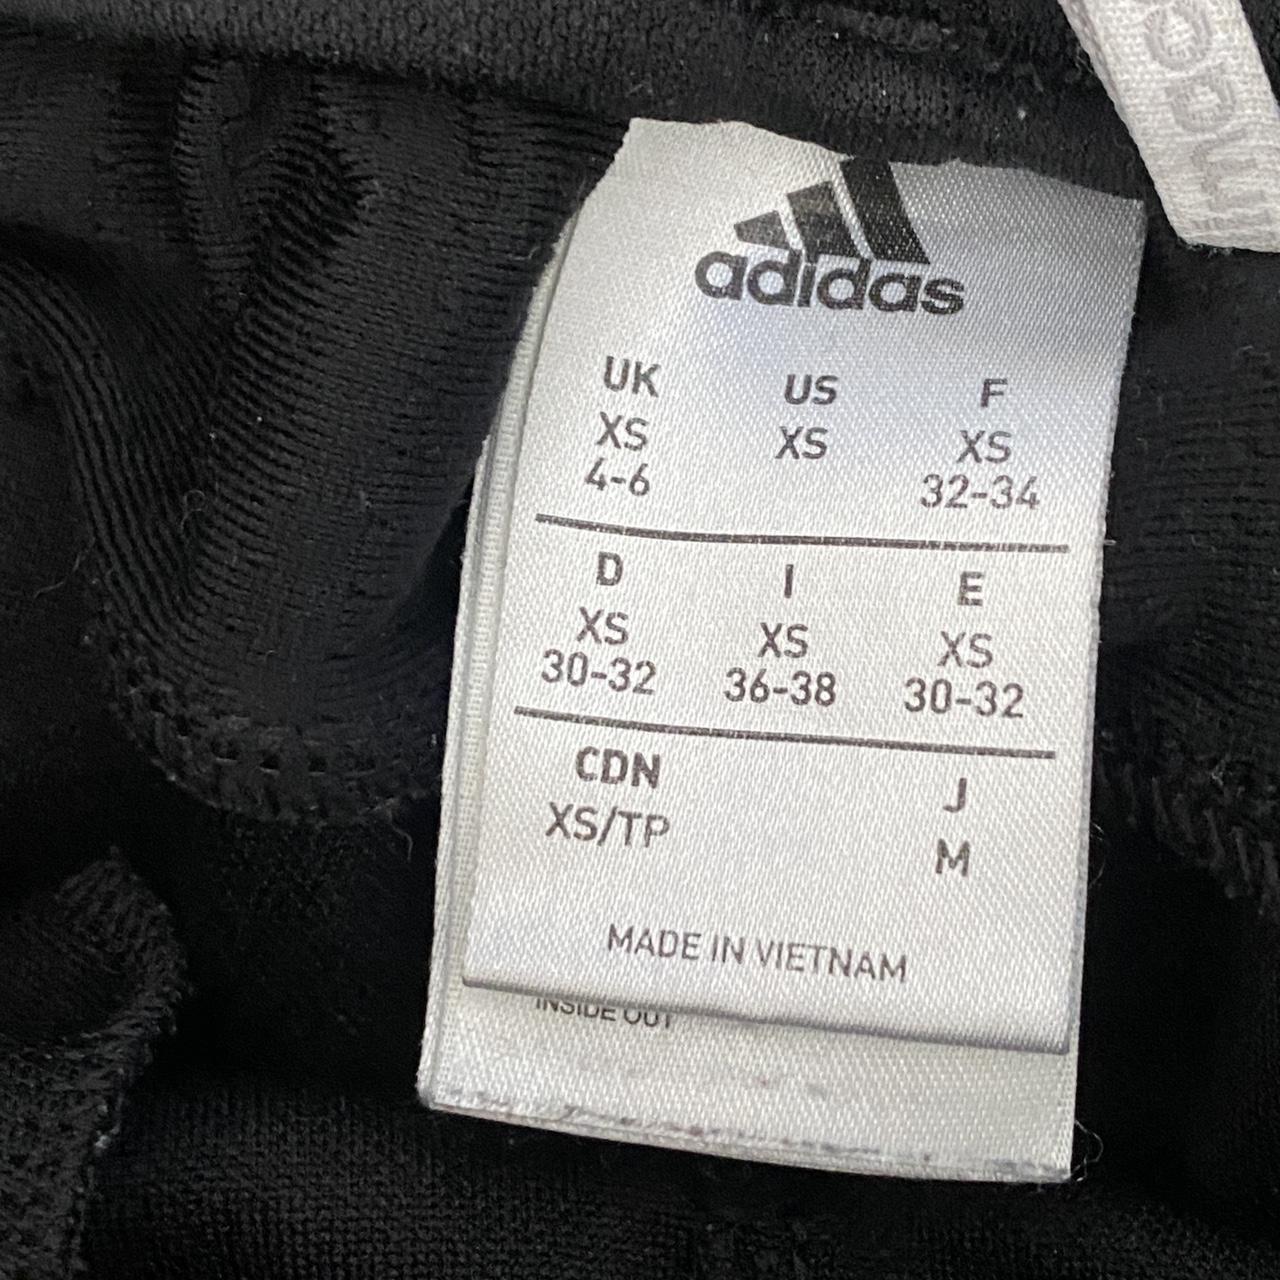 adidas
UK US F
XS XS XS
4-6 32-34
D I E
XS XS XS
30-32 36-38 30-32
CDN J
XS/TP M
MADE IN VIETNAM
INSIDE OUT